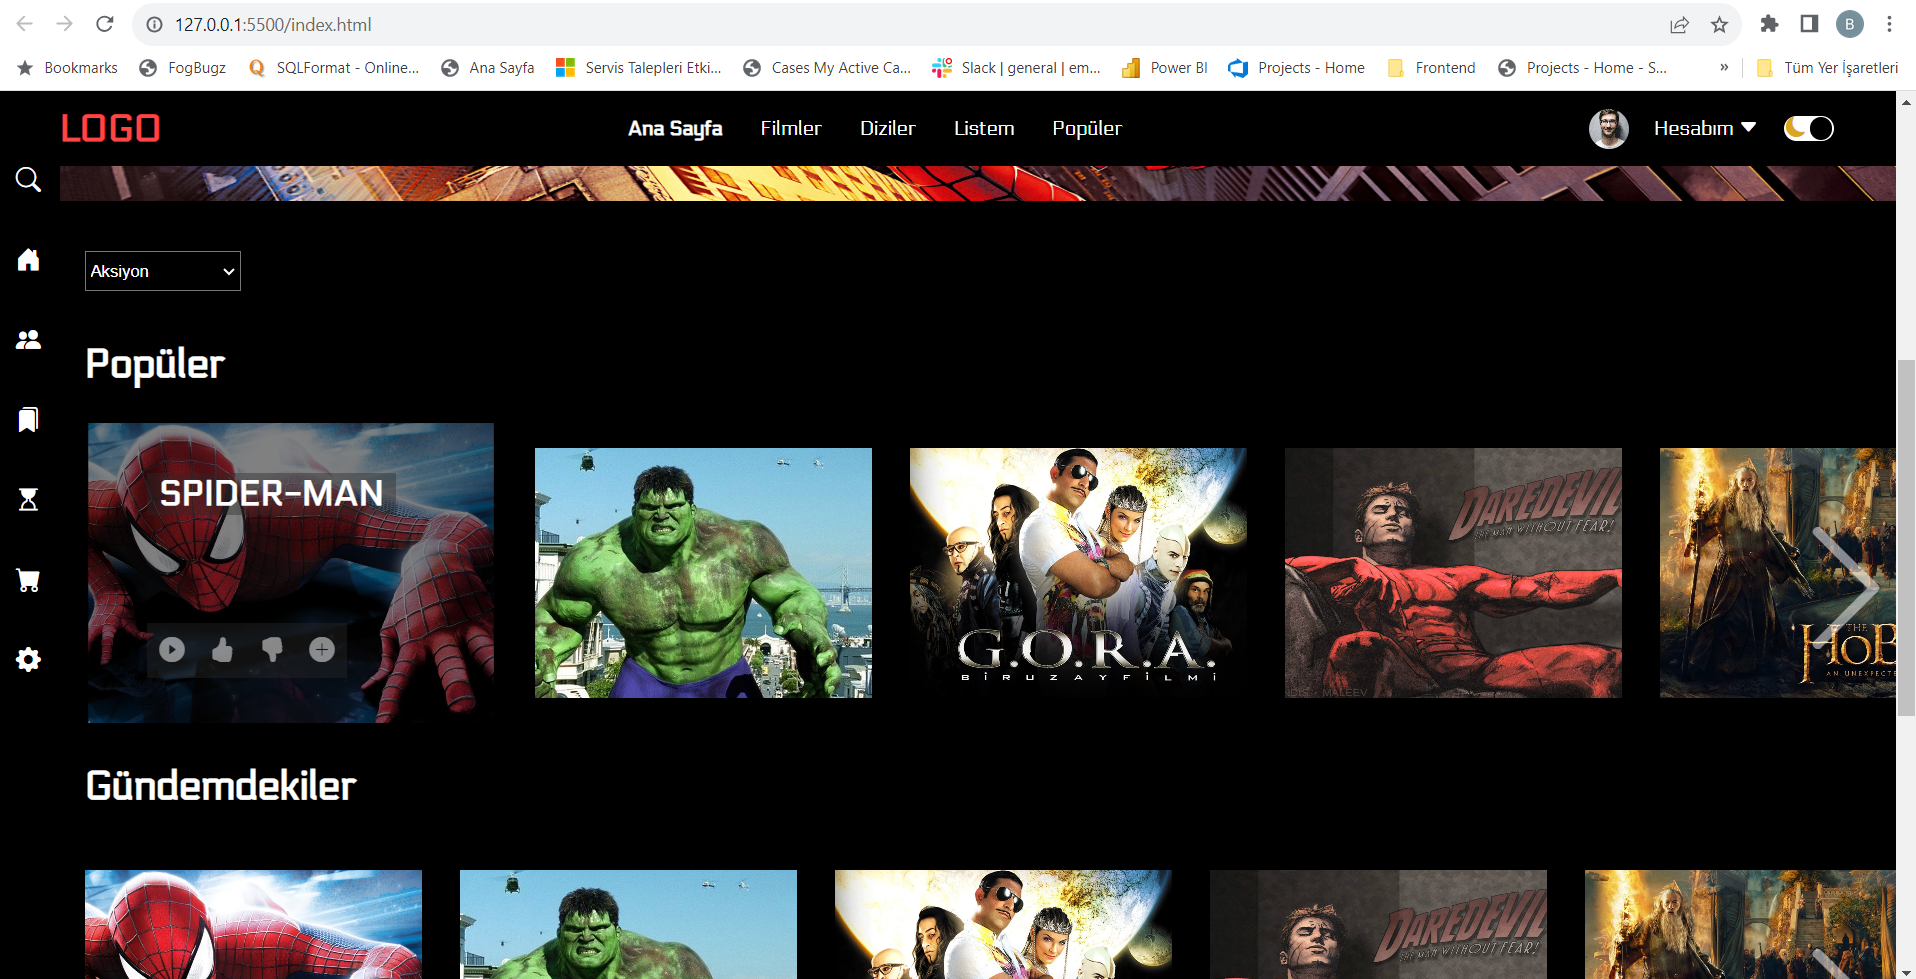 127.0.0.1:5500/index.html
B
Bookmarks FogBugz SQLFormat - Online... Ana Sayfa Servis Talepleri Etki... Cases My Active Ca... Slack | general | em... Power BI Projects - Home Frontend Projects - Home - S... » Tüm Yer İşaretleri
LOGO Ana Sayfa Filmler Diziler Listem Popüler Hesabım
Aksiyon
Popüler
SPIDER-MAN
DAREDEVIL
THE MAN WITHOUT FEAR!
G.O.R.A.
BİR UZAY FİLMİ
MALEEV
THE
HOB
AN UNEXPECTE
Gündemdekiler
DAREDEVIL
THE MAN WITHOUT FEAR!